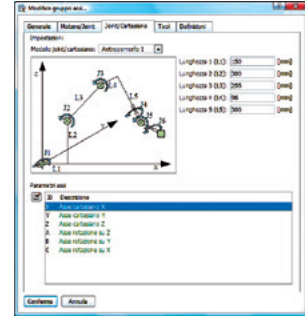 Modifica gruppo assi...
Generale Motore/Joint Joint/Cartesiano Tool Definizioni
Impostazioni
Modello joint/cartesiano: Antropomorfo 1
Lunghezza 1 (L1): 150 [mm]
Lunghezza 2 (L2): [mm]
Lunghezza 3 (L3): [mm]
Lunghezza 4 (L4): [mm]
Lunghezza 5 (L5): [mm]
Z
J3
L4
L3
L5
J4
J5
J6
J2
Y
L2
J1
L1
X
Parametri assi
ID Descrizione
X Asse cartesiano X
Y Asse cartesiano Y
Z Asse cartesiano Z
A Asse rotazione su Z
B Asse rotazione su Y
C Asse rotazione su X
Conferma Annulla